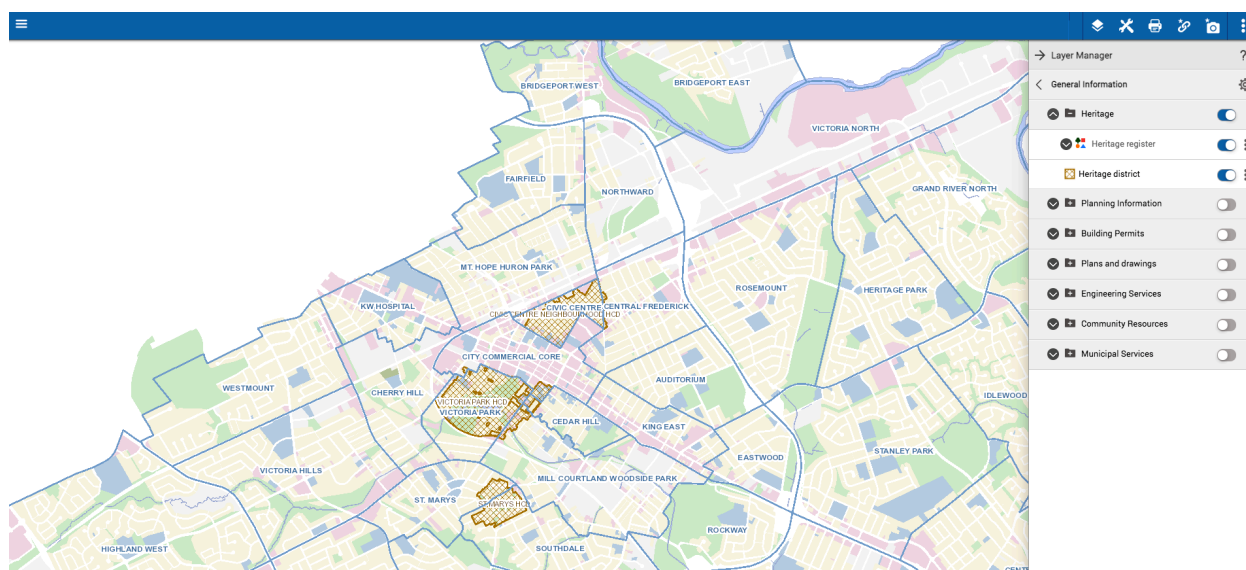 Layer Manager
?
General Information
Heritage
Heritage register
Heritage district
Planning Information
Building Permits
Plans and drawings
Engineering Services
Community Resources
Municipal Services
BRIDGEPORT WEST
BRIDGEPORT EAST
VICTORIA NORTH
FAIRFIELD
NORTHWARD
GRAND RIVER NORTH
MT. HOPE HURON PARK
ROSEMOUNT
HERITAGE PARK
KW HOSPITAL
CIVIC CENTRE
CENTRAL FREDERICK
CIVIC CENTRE NEIGHBOURHOOD HCD
CITY COMMERCIAL CORE
WESTMOUNT
CHERRY HILL
AUDITORIUM
IDLEWOOD
VICTORIA PARK HCD
VICTORIA PARK
CEDAR HILL
KING EAST
STANLEY PARK
EASTWOOD
VICTORIA HILLS
MILL COURTLAND WOODSIDE PARK
ST. MARYS
ST.MARYS HCD
ROCKWAY
HIGHLAND WEST
SOUTHDALE